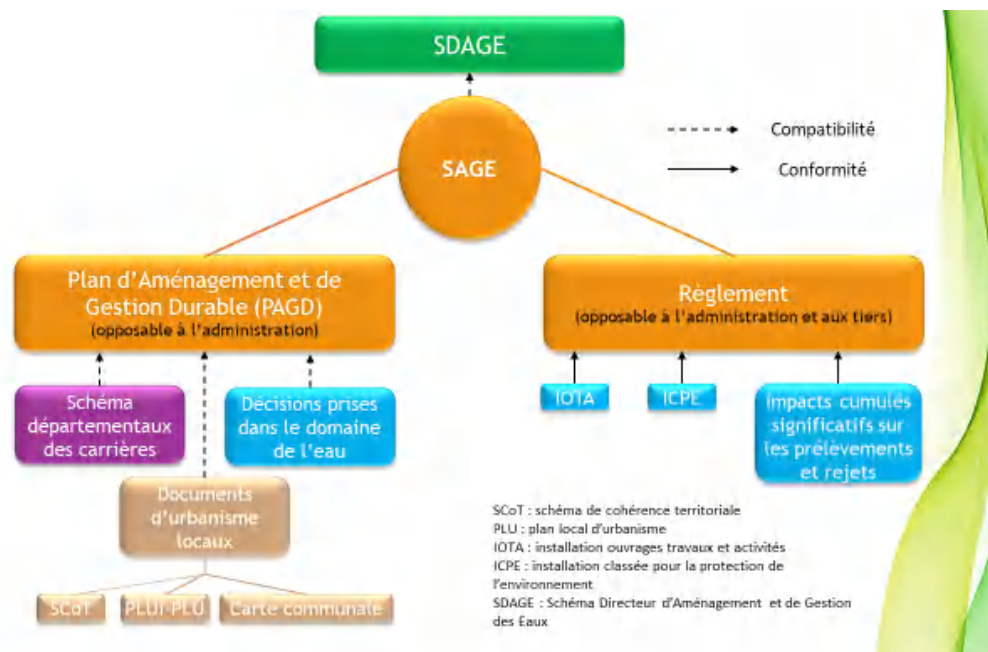 SDAGE
SAGE
Compatibilité
Conformité
Plan d'Aménagement et de
Gestion Durable (PAGD)
(opposable à l'administration)
Règlement
(opposable à l'administration et aux tiers)
Schéma
départementaux
des carrières
Décisions prises
dans le domaine
de l'eau
IOTA
ICPE
Impacts cumulés
significatifs sur
les prélèvements
et rejets
Documents
d'urbanisme
locaux
SCoT
PLUi-PLU
Carte communale
SCoT : schéma de cohérence territoriale
PLU : plan local d'urbanisme
IOTA : installation ouvrages travaux et activités
ICPE : installation classée pour la protection de
l'environnement
SDAGE : Schéma Directeur d'Aménagement et de Gestion
des Eaux